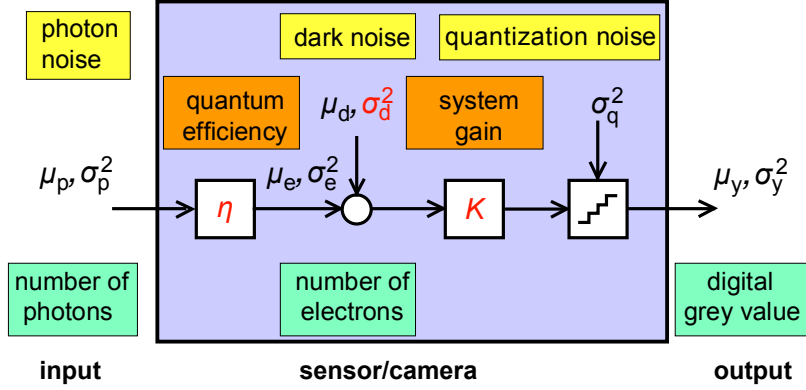 photon
noise
dark noise
quantization noise
quantum
efficiency
μd, σd²
system
gain
σq²
μp, σp²
η
μe, σe²
K
μy, σy²
number of
photons
number of
electrons
digital
grey value
input
sensor/camera
output